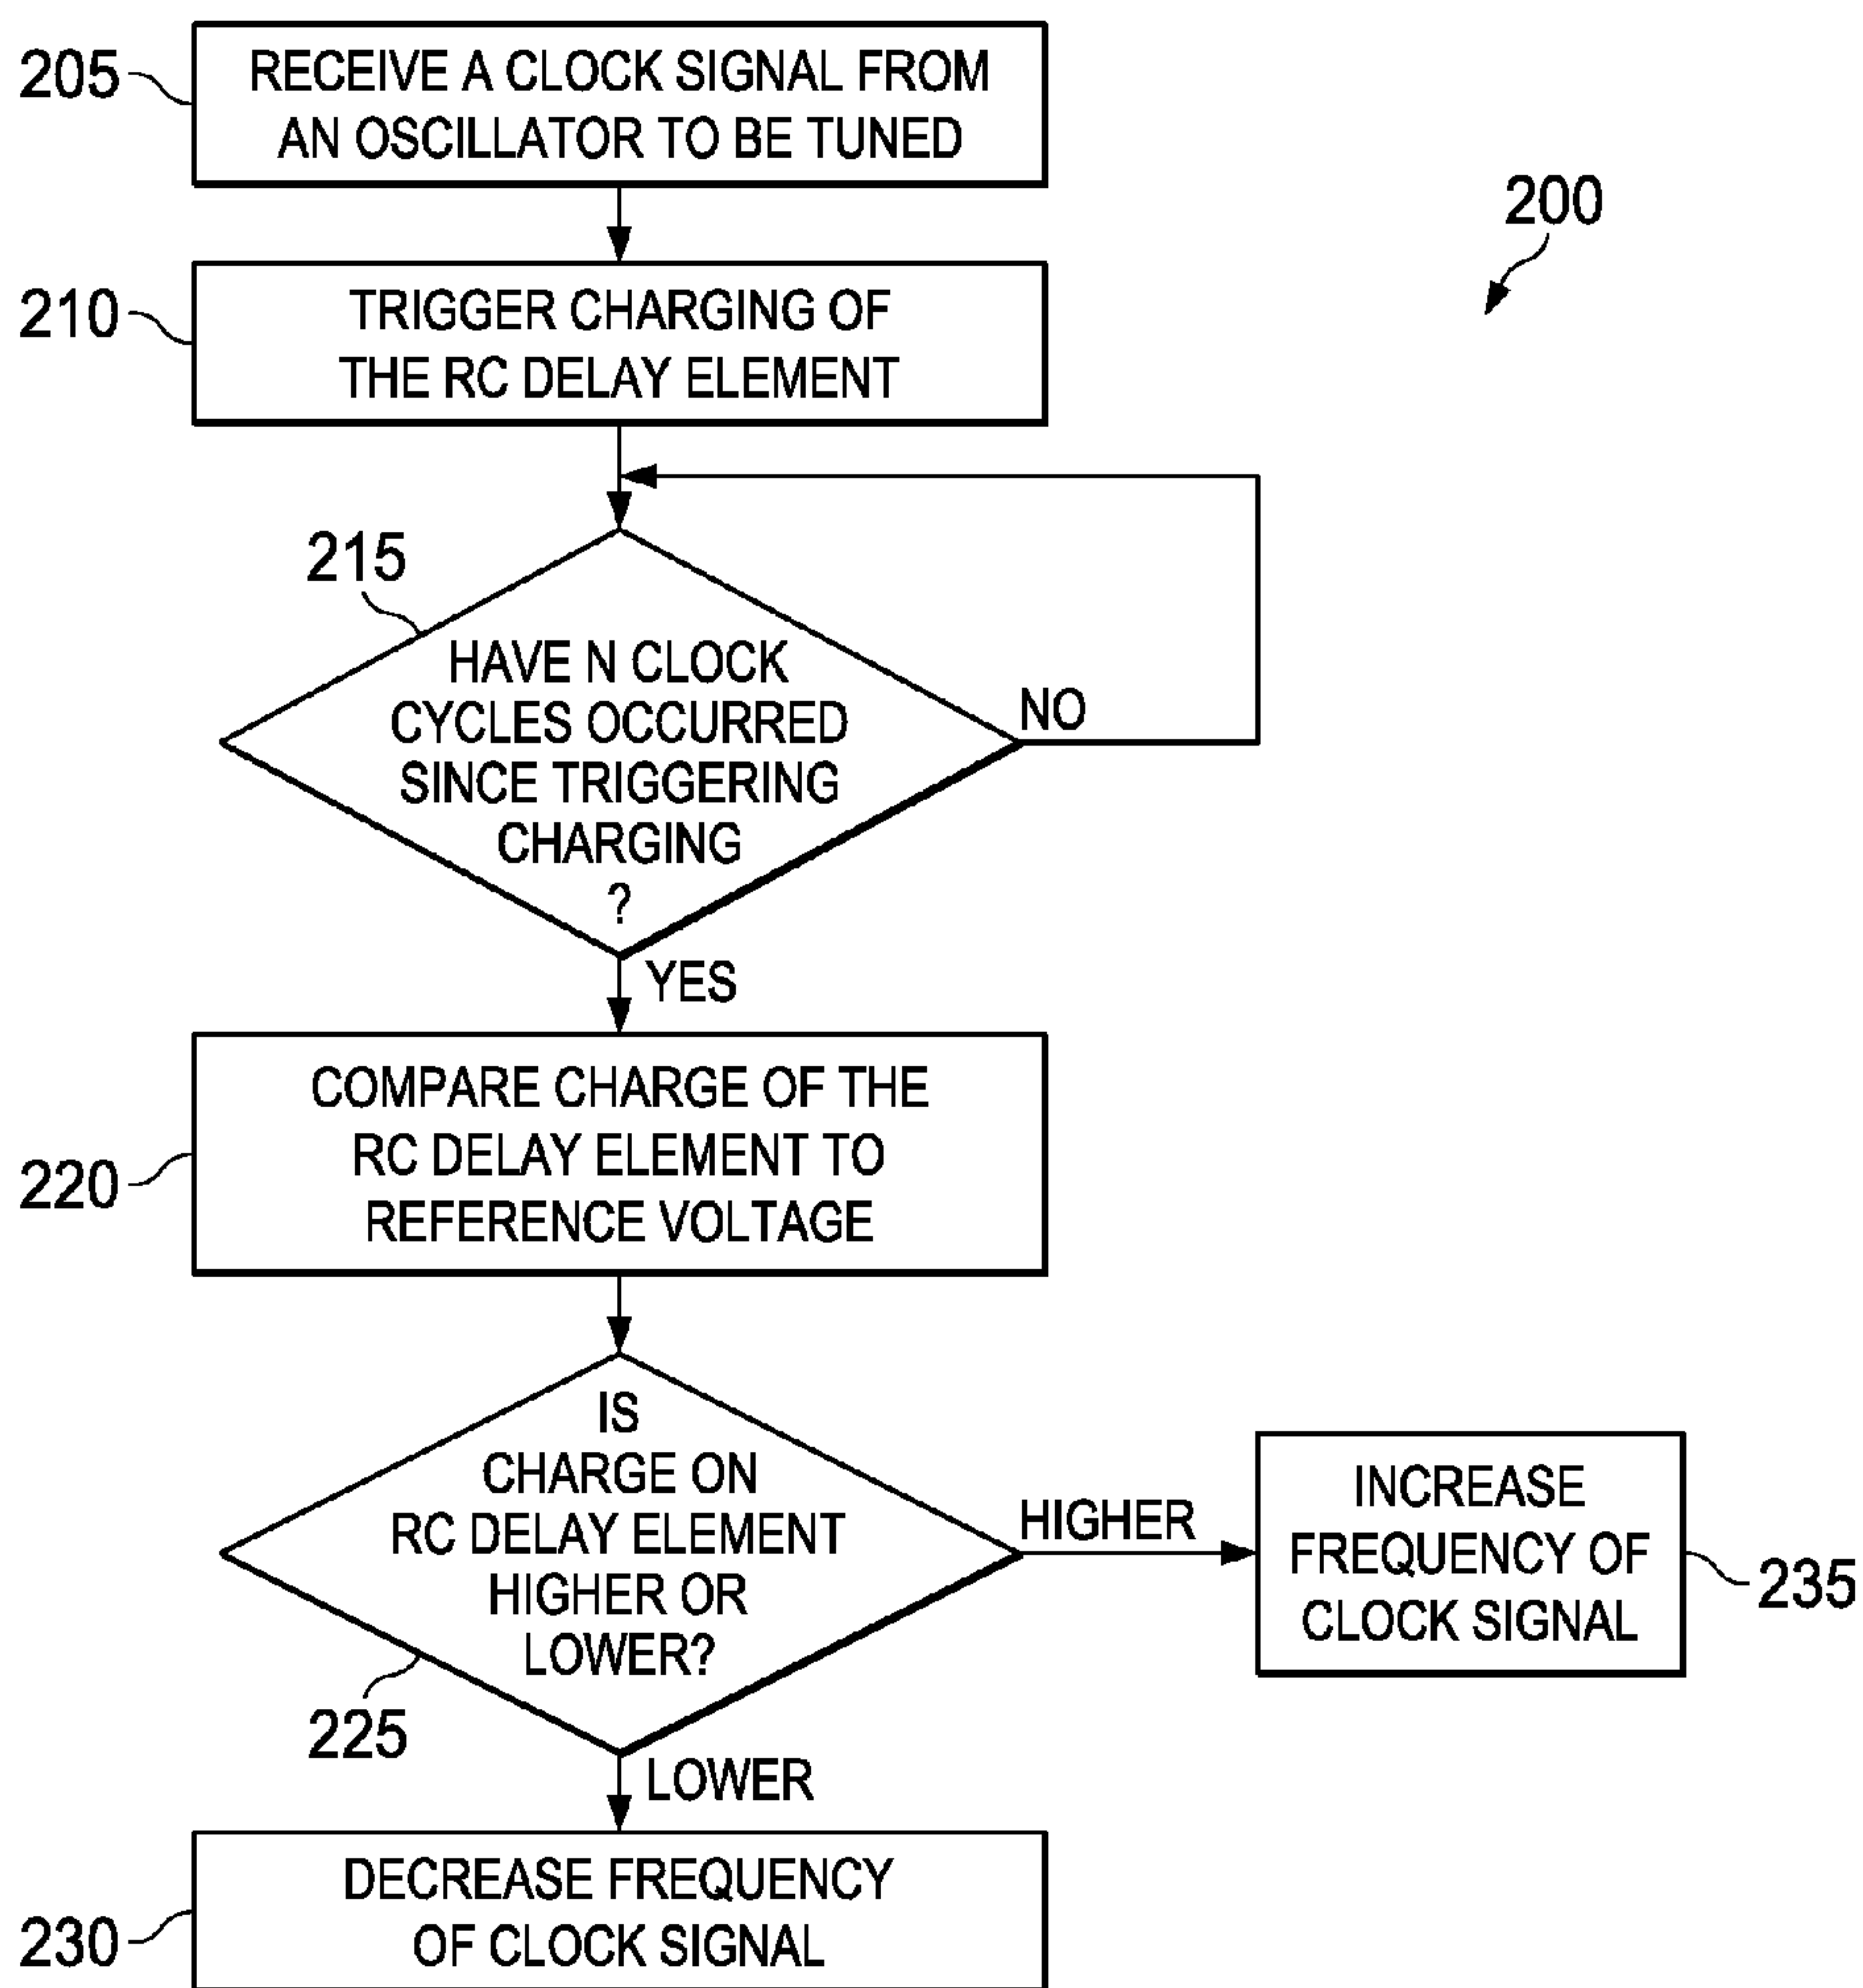 205
RECEIVE A CLOCK SIGNAL FROM
AN OSCILLATOR TO BE TUNED
200
210
TRIGGER CHARGING OF
THE RC DELAY ELEMENT
215
HAVE N CLOCK
CYCLES OCCURRED
SINCE TRIGGERING
CHARGING
?
NO
YES
220
COMPARE CHARGE OF THE
RC DELAY ELEMENT TO
REFERENCE VOLTAGE
IS
CHARGE ON
RC DELAY ELEMENT
HIGHER OR
LOWER?
225
HIGHER
INCREASE
FREQUENCY OF
CLOCK SIGNAL
235
LOWER
230
DECREASE FREQUENCY
OF CLOCK SIGNAL